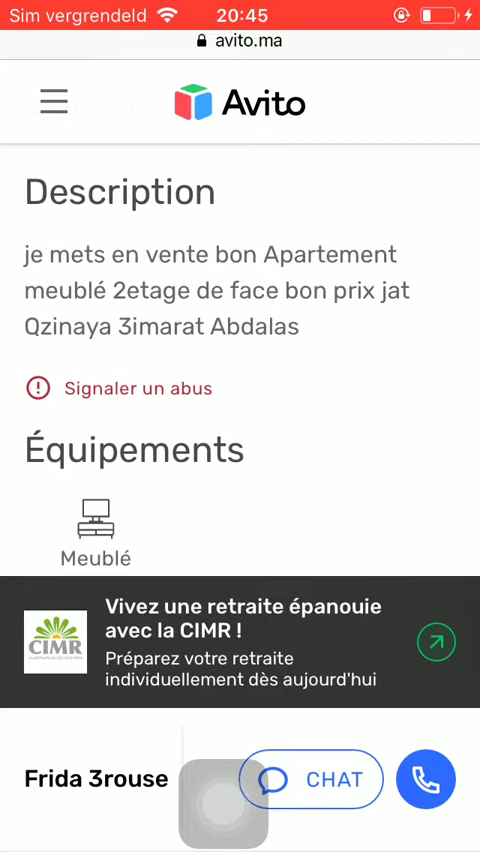 Sim vergrendeld 20:45
avito.ma
Avito
Description
je mets en vente bon Apartement
meublé 2etage de face bon prix jat
Qzinaya 3imarat Abdalas
Signaler un abus
Équipements
Meublé
Vivez une retraite épanouie
avec la CIMR !
CIMR
Préparez votre retraite
individuellement dès aujourd'hui
Frida 3rouse
CHAT